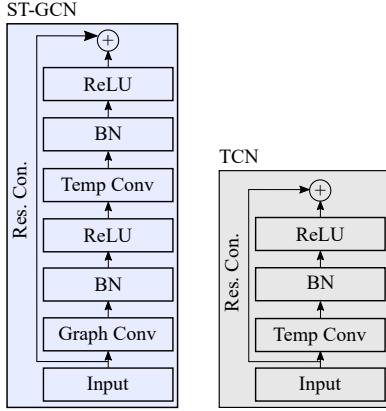 ST-GCN
ReLU
BN
Temp Conv
ReLU
BN
Graph Conv
Input
Res. Con.
TCN
ReLU
BN
Temp Conv
Input
Res. Con.